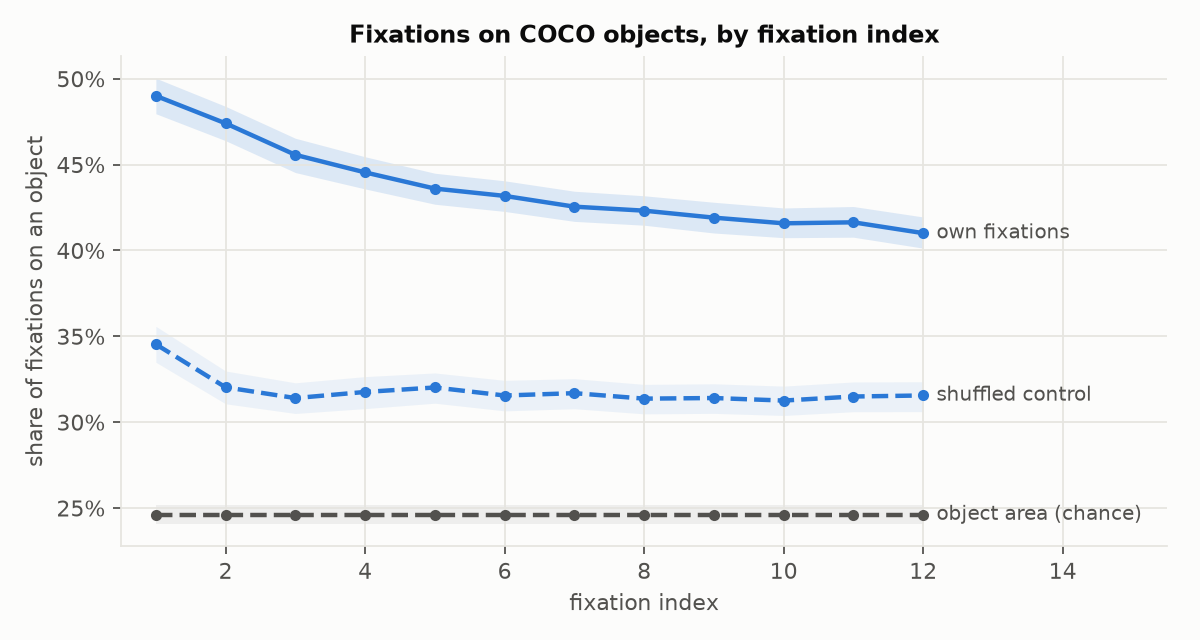 Fixations on COCO objects, by fixation index
share of fixations on an object
50%
45%
40%
35%
30%
25%
own fixations
shuffled control
object area (chance)
2
4
6
8
10
12
14
fixation index